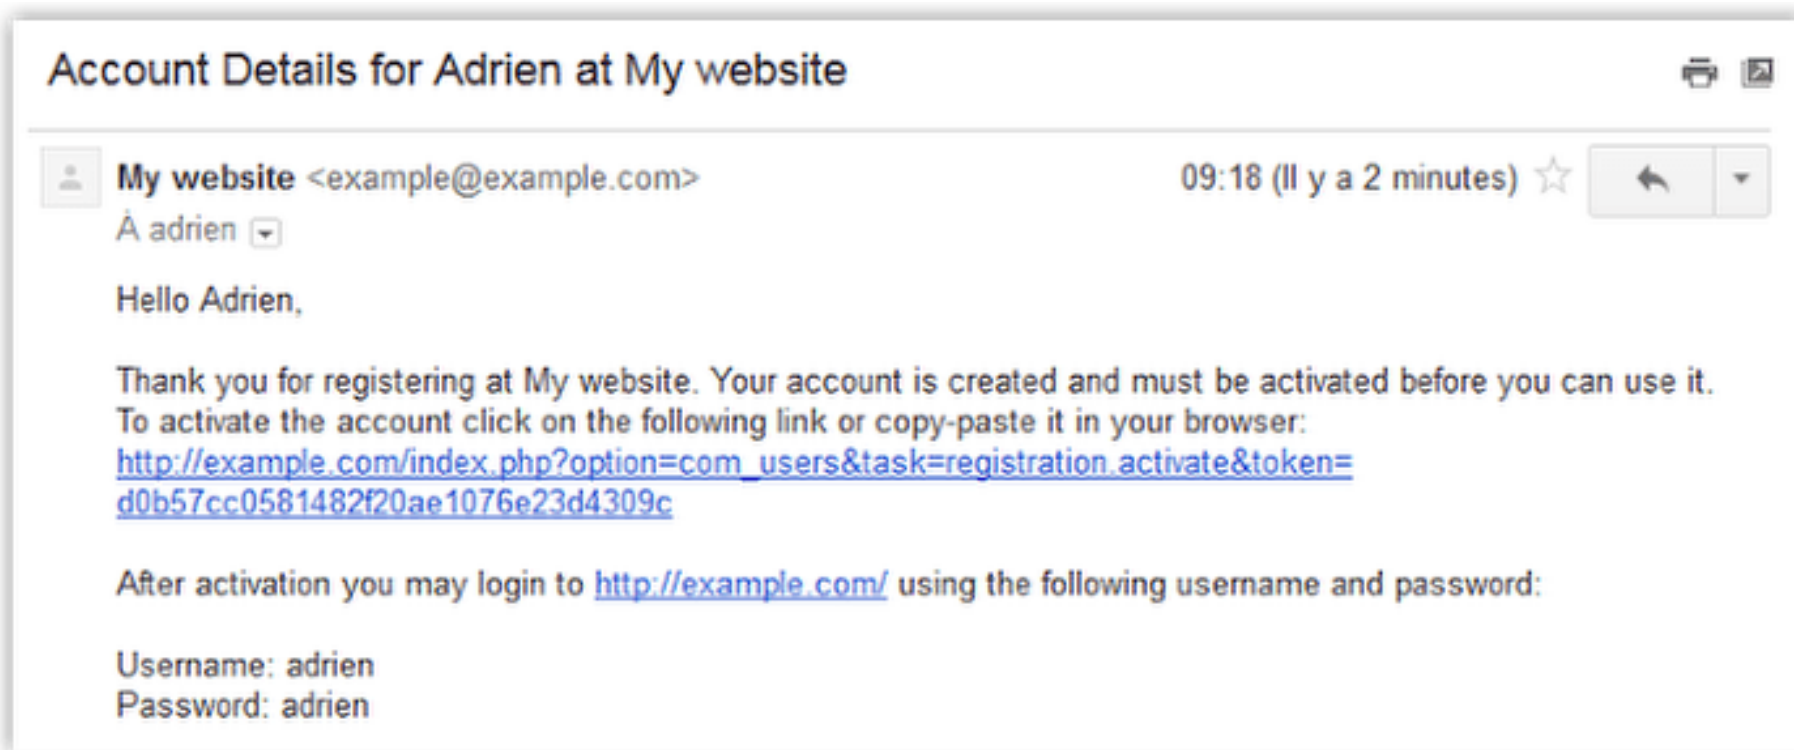 Account Details for Adrien at My website
My website <example@example.com> 09:18 (Il y a 2 minutes)
À adrien
Hello Adrien,
Thank you for registering at My website. Your account is created and must be activated before you can use it.
To activate the account click on the following link or copy-paste it in your browser:
http://example.com/index.php?option=com_users&task=registration.activate&token=
d0b57cc0581482f20ae1076e23d4309c
After activation you may login to http://example.com/ using the following username and password:
Username: adrien
Password: adrien